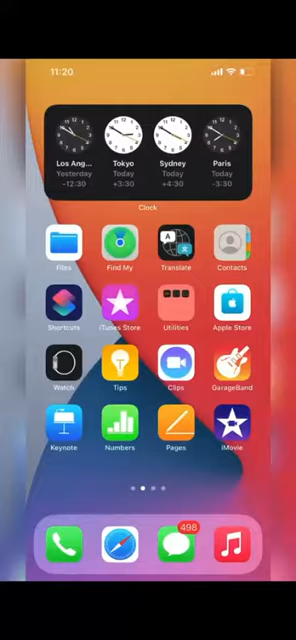 11:20
Los Ang... Tokyo Sydney Paris
Yesterday Today Today Today
-12:30 +3:30 +4:30 -3:30
Clock
Files Find My Translate Contacts
Shortcuts iTunes Store Utilities Apple Store
Watch Tips Clips GarageBand
Keynote Numbers Pages iMovie
498